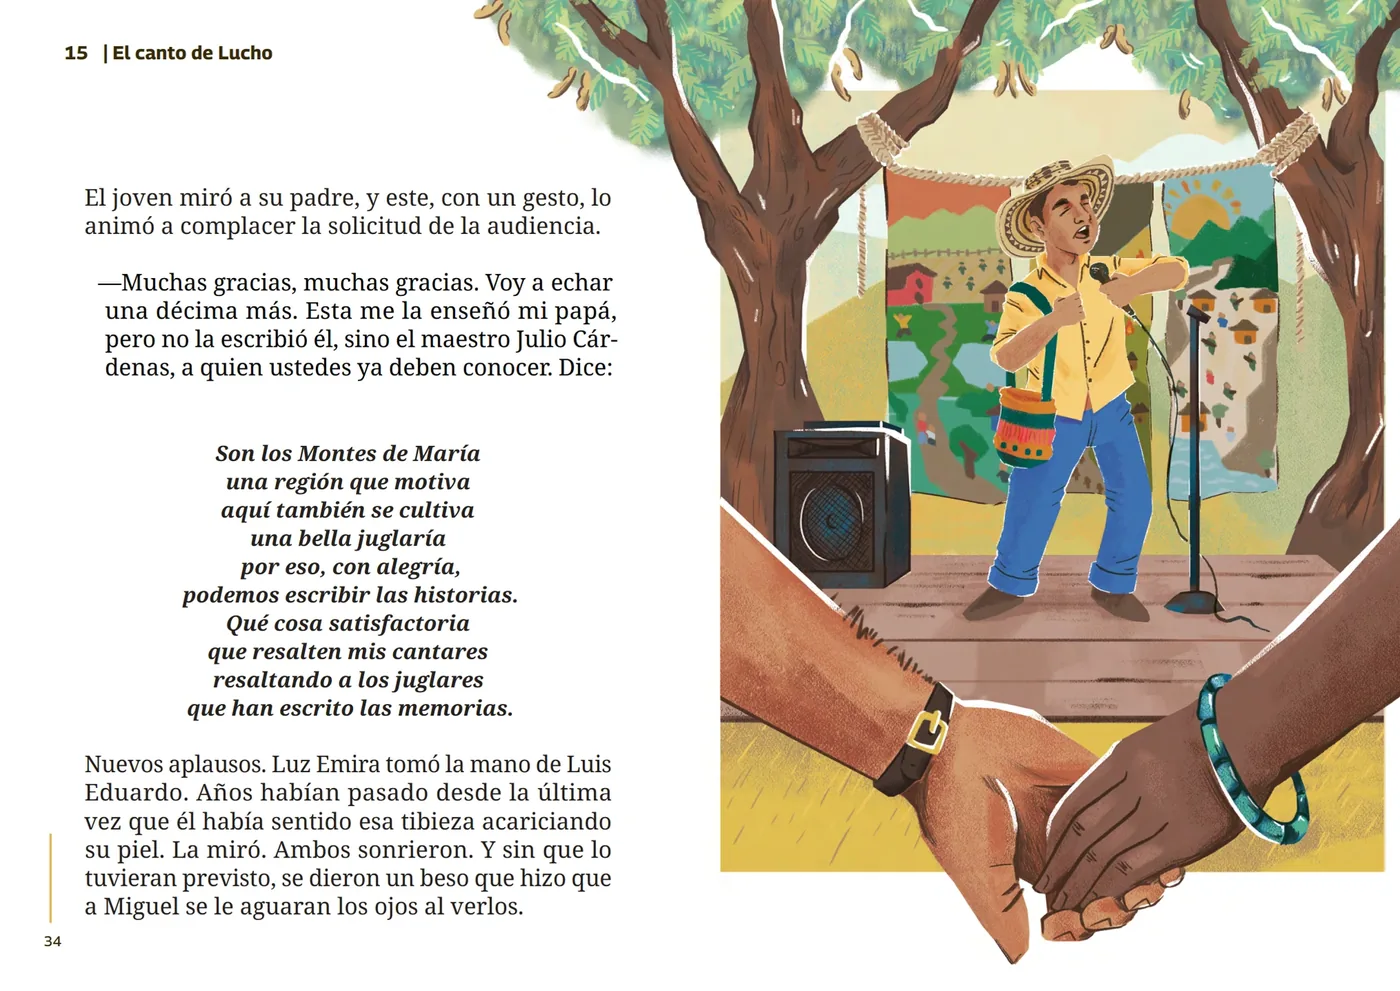 15 | El canto de Lucho
El joven miró a su padre, y este, con un gesto, lo
animó a complacer la solicitud de la audiencia.
—Muchas gracias, muchas gracias. Voy a echar
una décima más. Esta me la enseñó mi papá,
pero no la escribió él, sino el maestro Julio Cár-
denas, a quien ustedes ya deben conocer. Dice:
Son los Montes de María
una región que motiva
aquí también se cultiva
una bella juglaría
por eso, con alegría,
podemos escribir las historias.
Qué cosa satisfactoria
que resalten mis cantares
resaltando a los juglares
que han escrito las memorias.
Nuevos aplausos. Luz Emira tomó la mano de Luis
Eduardo. Años habían pasado desde la última
vez que él había sentido esa tibieza acariciando
su piel. La miró. Ambos sonrieron. Y sin que lo
tuvieran previsto, se dieron un beso que hizo que
a Miguel se le aguaran los ojos al verlos.
34